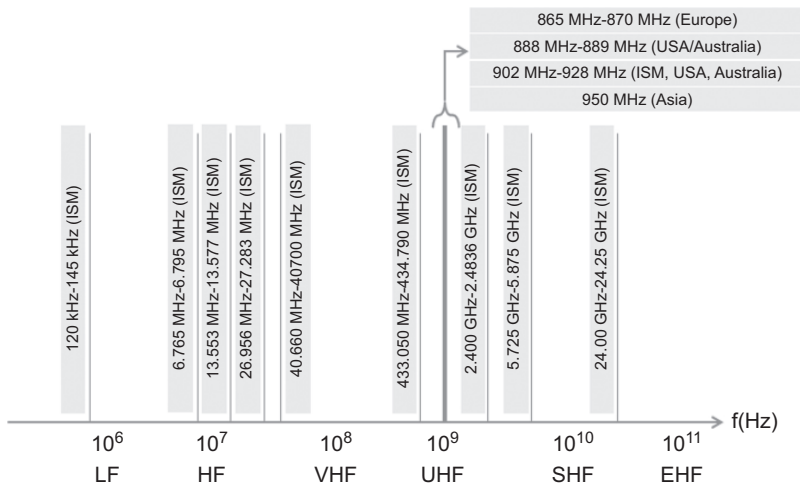 865 MHz-870 MHz (Europe)
888 MHz-889 MHz (USA/Australia)
902 MHz-928 MHz (ISM, USA, Australia)
950 MHz (Asia)
120 kHz-145 kHz (ISM)
6.765 MHz-6.795 MHz (ISM)
13.553 MHz-13.577 MHz (ISM)
26.956 MHz-27.283 MHz (ISM)
40.660 MHz-40700 MHz (ISM)
433.050 MHz-434.790 MHz (ISM)
2.400 GHz-2.4836 GHz (ISM)
5.725 GHz-5.875 GHz (ISM)
24.00 GHz-24.25 GHz (ISM)
f(Hz)
10⁶ 10⁷ 10⁸ 10⁹ 10¹⁰ 10¹¹
LF HF VHF UHF SHF EHF